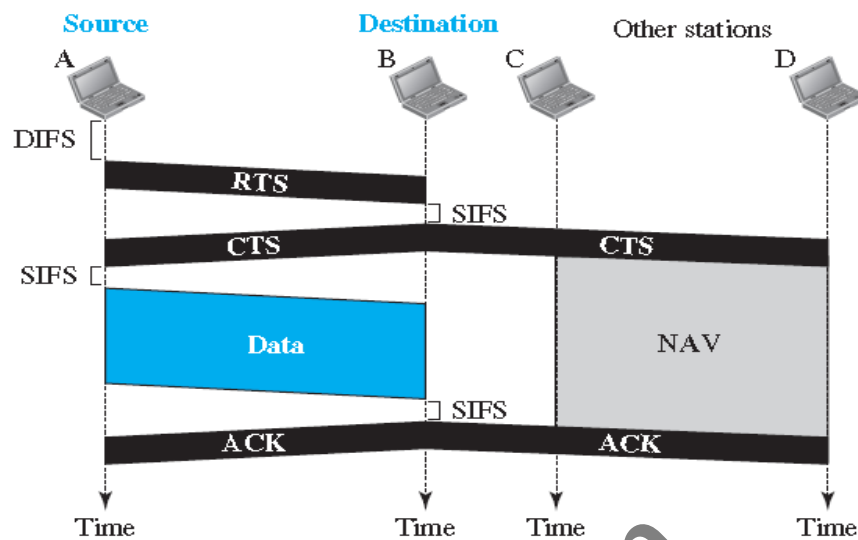 Source
Destination
Other stations
A
B
C
D
DIFS
RTS
SIFS
CTS
CTS
SIFS
Data
NAV
SIFS
ACK
ACK
Time
Time
Time
Time